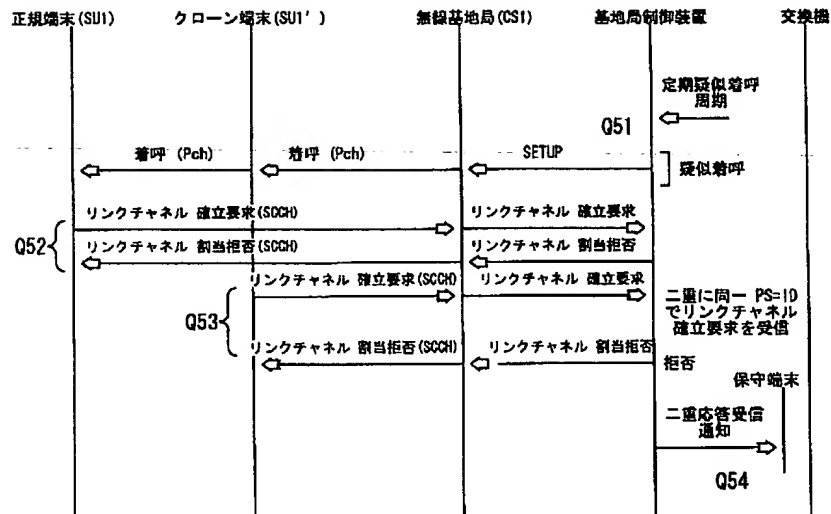 正規端末(SU1) クローン端末(SU1') 無線基地局(CS1) 基地局制御装置 交換機
定期疑似着呼
周期
Q51
着呼 (Pch) 着呼 (Pch) SETUP
疑似着呼
リンクチャネル 確立要求(SCCH) リンクチャネル 確立要求
Q52
リンクチャネル 割当拒否(SCCH) リンクチャネル 割当拒否
リンクチャネル 確立要求(SCCH) リンクチャネル 確立要求
二重に同一 PS=ID
でリンクチャネル
確立要求を受信
Q53
リンクチャネル 割当拒否(SCCH) リンクチャネル 割当拒否 拒否
保守端末
二重応答受信
通知
Q54